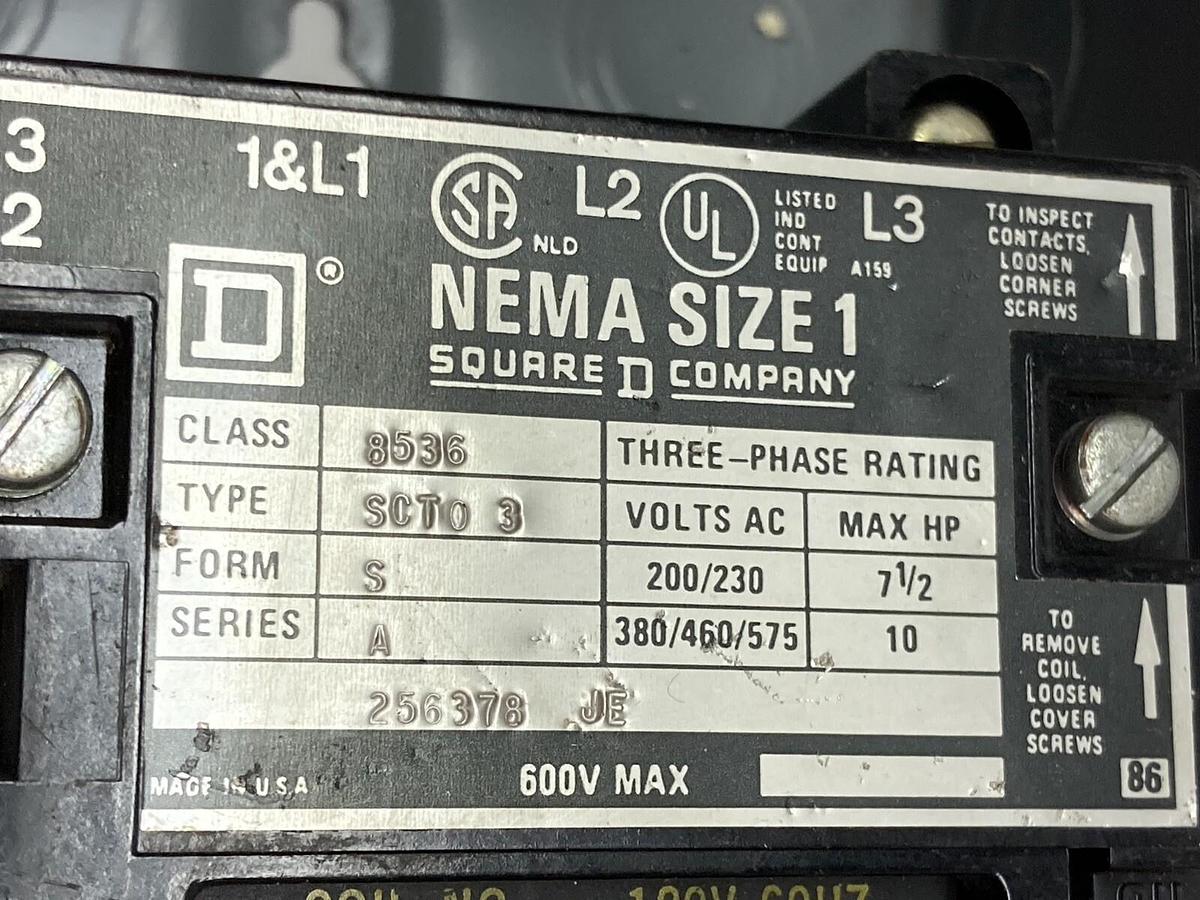 3
2
1&L1
SA
NLD
L2
UL
LISTED
IND
CONT
EQUIP A159
L3
TO INSPECT
CONTACTS,
LOOSEN
CORNER
SCREWS
D ®
NEMA SIZE 1
SQUARE D COMPANY
CLASS 8536
TYPE SCTO 3
FORM S
SERIES A
THREE-PHASE RATING
VOLTS AC MAX HP
200/230 7 1/2
380/460/575 10
256378 JE
MADE IN U.S.A
600V MAX
TO
REMOVE
COIL,
LOOSEN
COVER
SCREWS
86